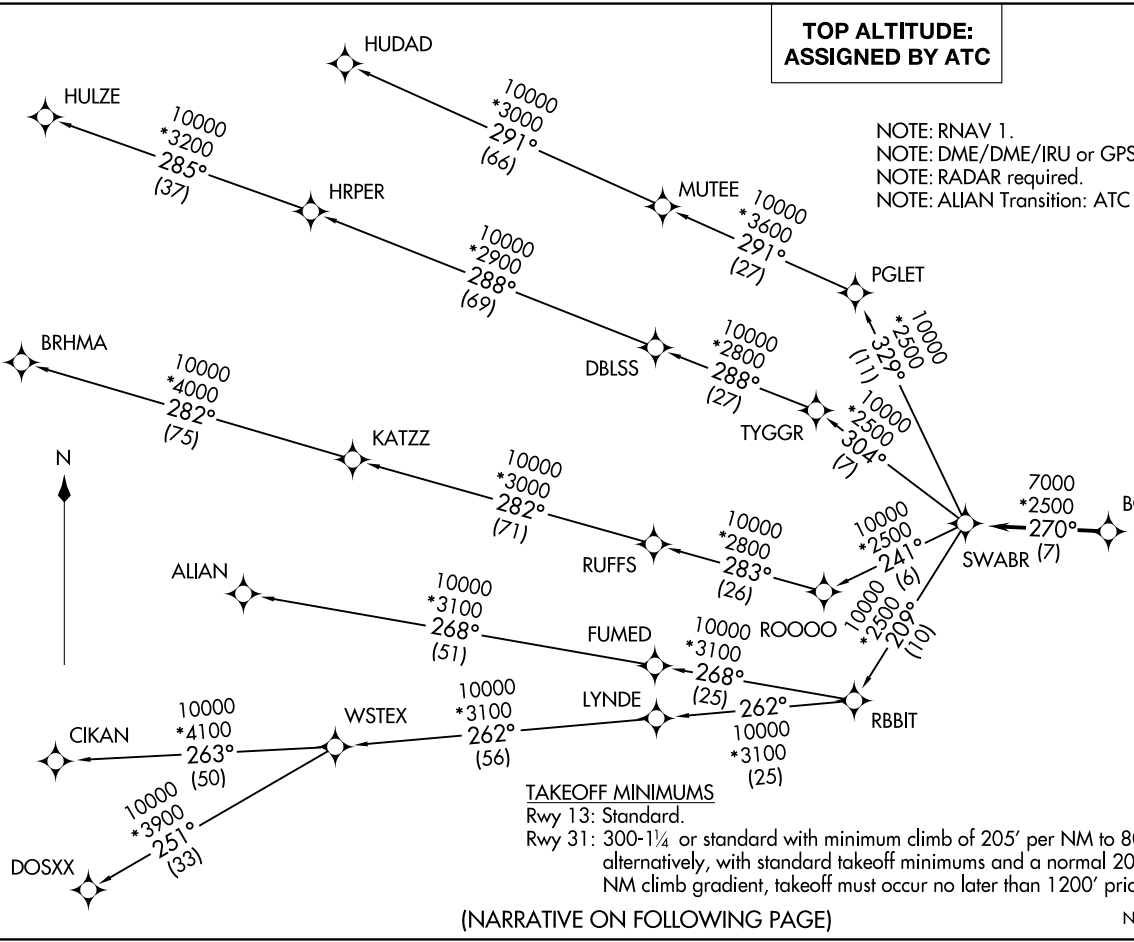 TOP ALTITUDE:
ASSIGNED BY ATC
NOTE: RNAV 1.
NOTE: DME/DME/IRU or GPS
NOTE: RADAR required.
NOTE: ALIAN Transition: ATC
HUDAD
10000
*3000
291°
(66)
HULZE
10000
*3200
285°
(37)
HRPER
MUTEE
10000
*3600
291°
(27)
PGLET
10000
*2900
288°
(69)
10000
*2500
329°
(11)
BRHMA
10000
*4000
282°
(75)
DBLSS
10000
*2800
288°
(27)
TYGGR
10000
*2500
304°
(7)
KATZZ
N
10000
*3000
282°
(71)
7000
*2500
270°
(7)
B
SWABR
RUFFS
10000
*2800
283°
(26)
10000
*2500
241°
(6)
ROOOO
10000
*2500
209°
(10)
ALIAN
10000
*3100
268°
(51)
FUMED
10000
*3100
268°
(25)
RBBIT
LYNDE
262°
10000
*3100
(25)
WSTEX
10000
*3100
262°
(56)
CIKAN
10000
*4100
263°
(50)
10000
*3900
251°
(33)
DOSXX
TAKEOFF MINIMUMS
Rwy 13: Standard.
Rwy 31: 300-1¼ or standard with minimum climb of 205' per NM to 80
alternatively, with standard takeoff minimums and a normal 20
NM climb gradient, takeoff must occur no later than 1200' pric
(NARRATIVE ON FOLLOWING PAGE)
N